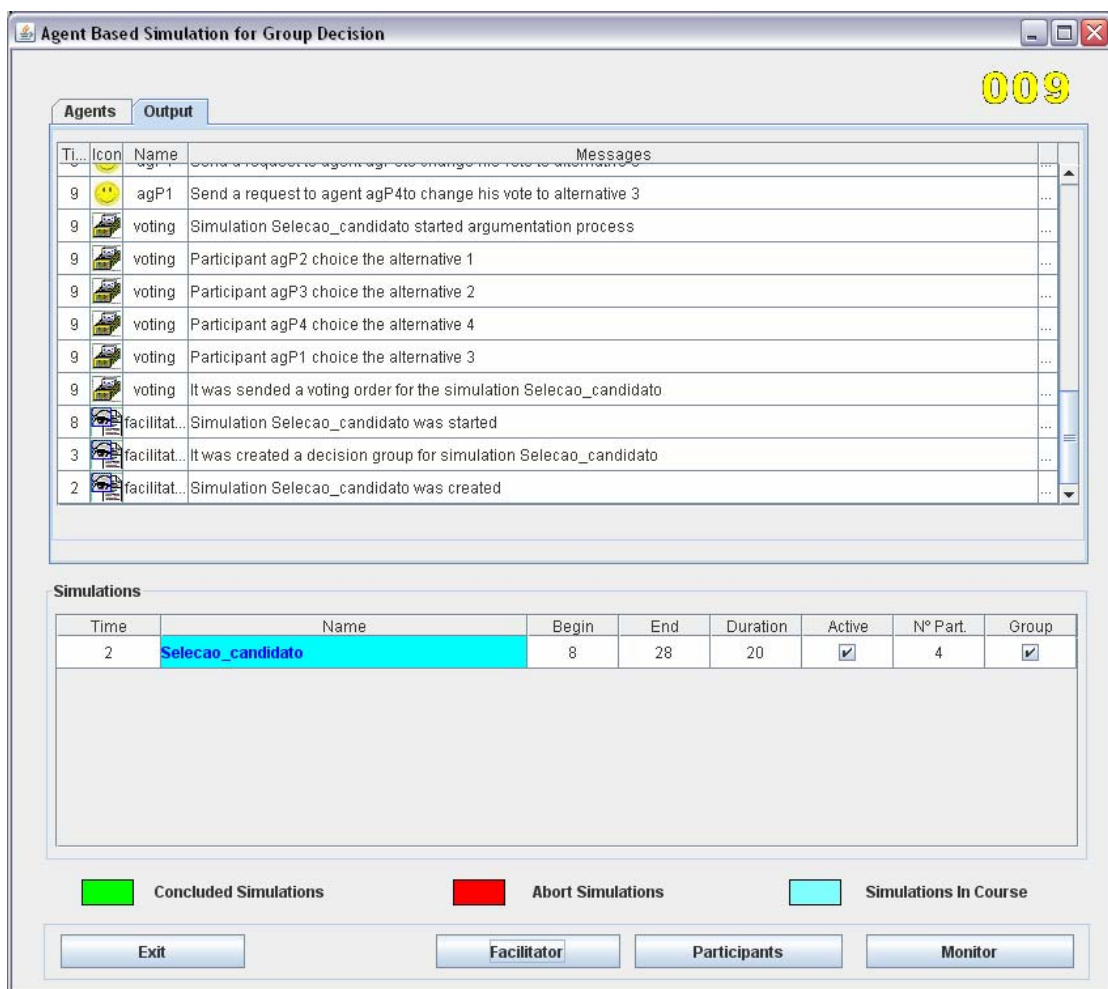 Agent Based Simulation for Group Decision
009
Agents Output
Ti... Icon Name Messages
9 agP1 Send a request to agent agP4to change his vote to alternative 3 ...
9 voting Simulation Selecao_candidato started argumentation process ...
9 voting Participant agP2 choice the alternative 1 ...
9 voting Participant agP3 choice the alternative 2 ...
9 voting Participant agP4 choice the alternative 4 ...
9 voting Participant agP1 choice the alternative 3 ...
9 voting It was sended a voting order for the simulation Selecao_candidato ...
8 facilitat... Simulation Selecao_candidato was started ...
3 facilitat... It was created a decision group for simulation Selecao_candidato ...
2 facilitat... Simulation Selecao_candidato was created ...
Simulations
Time Name Begin End Duration Active Nº Part. Group
2 Selecao_candidato 8 28 20 4
Concluded Simulations Abort Simulations Simulations In Course
Exit Facilitator Participants Monitor